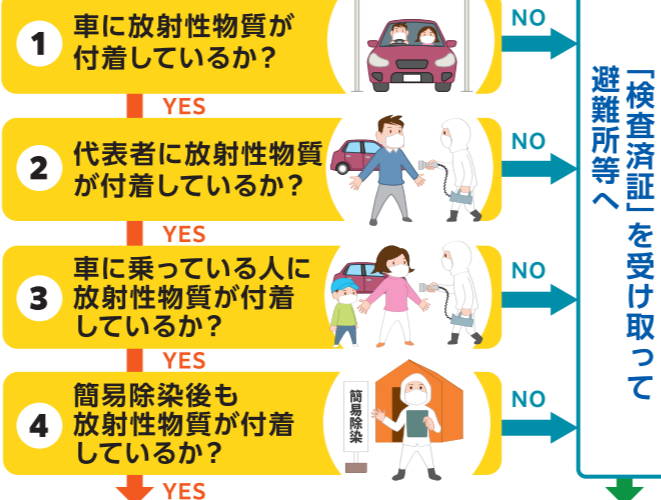 1
車に放射性物質が
付着しているか？
NO
YES
2
代表者に放射性物質
が付着しているか？
NO
YES
3
車に乗っている人に
放射性物質が付着
しているか？
NO
YES
4
簡易除染後も
放射性物質が付着
しているか？
簡易除染
NO
YES
「検査済証」を受け取って
避難所等へ